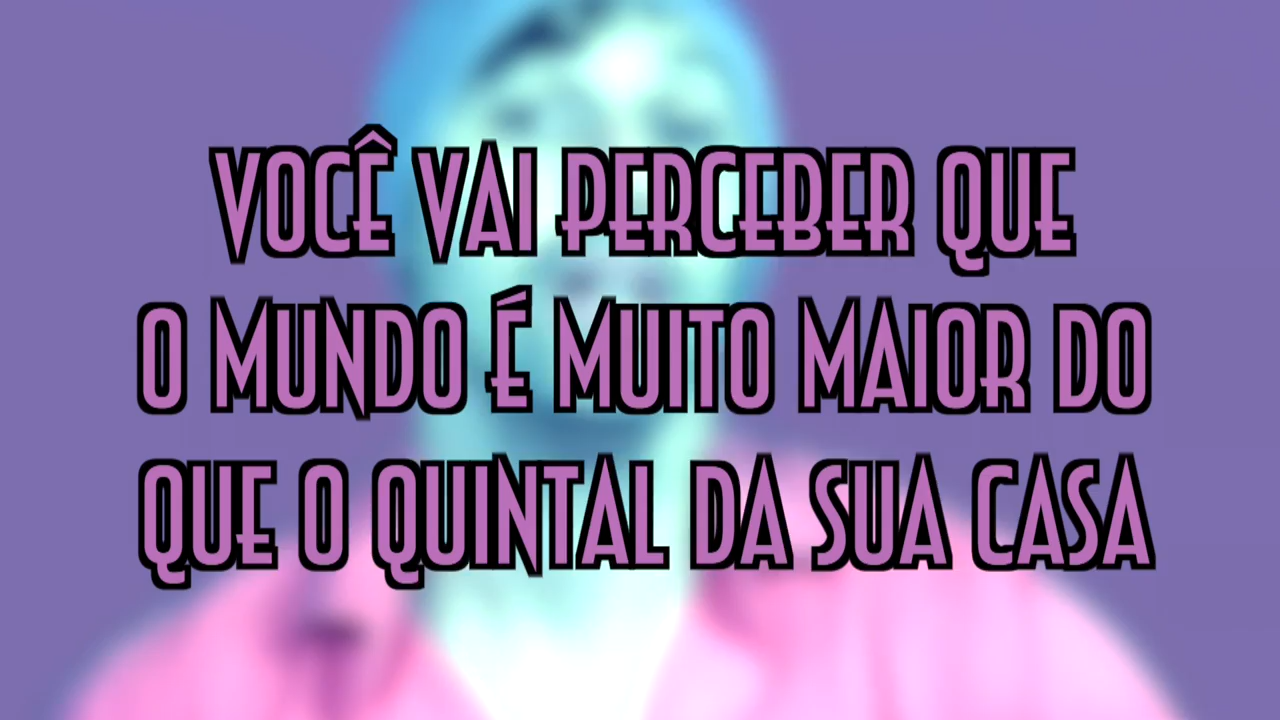 VOCÊ VAI PERCEBER QUE
O MUNDO É MUITO MAIOR DO
QUE O QUINTAL DA SUA CASA